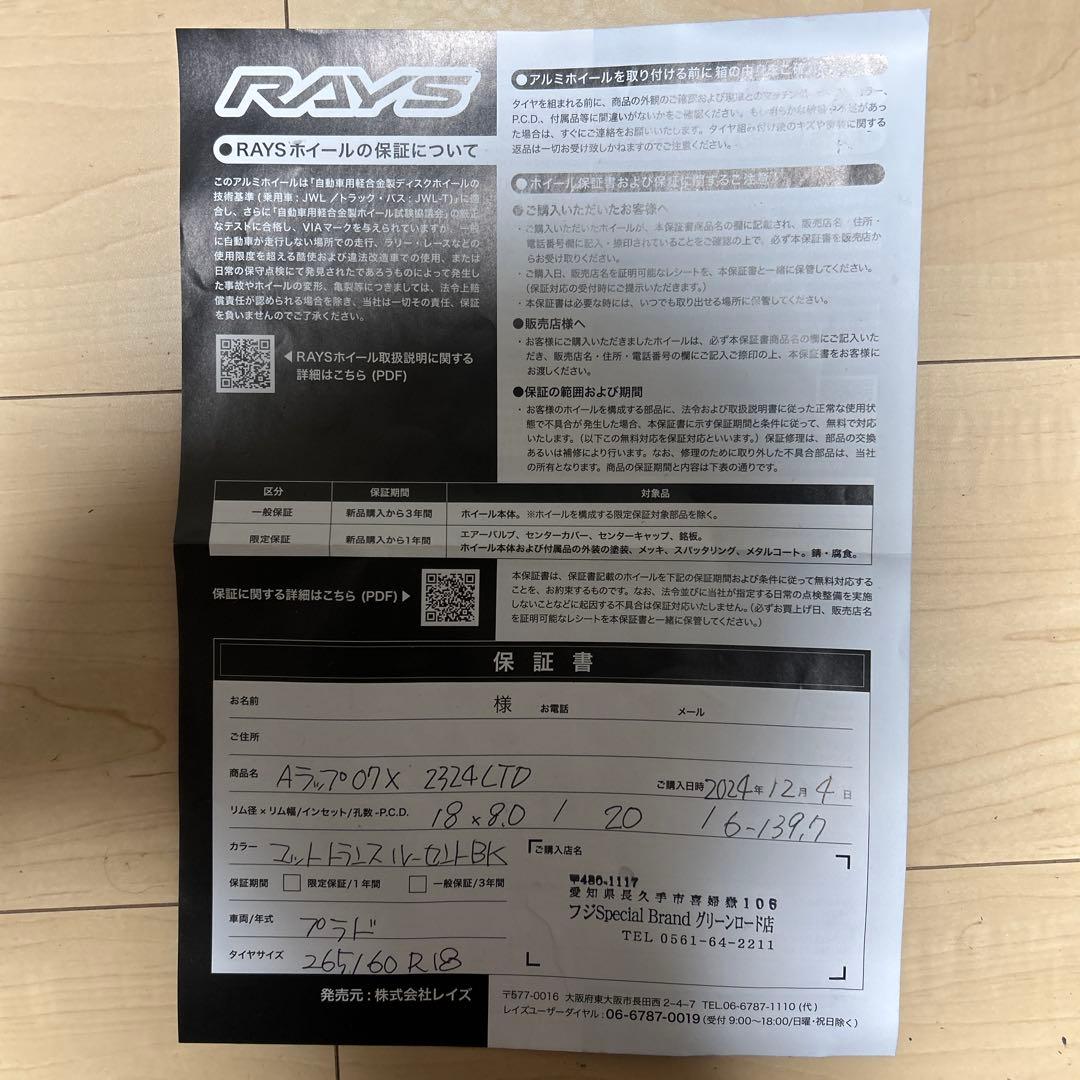 RAYS
●RAYSホイールの保証について
このアルミホイールは「自動車用軽合金製ディスクホイールの
技術基準(乗用車:JWL/トラック・バス:JWL-T)」に適
合し、さらに「自動車用軽合金製ホイール試験協議会」の厳正
なテストに合格し、VIAマークを与えられていますが、一般
に自動車が走行しない場所での走行、ラリー・レースなどの
使用限度を超える酷使および違法改造車での使用、または
日常の保守点検にて発見されたであろうものによって発生し
た事故やホイールの変形、亀裂等につきましては、法令上賠
償責任が認められる場合を除き、当社は一切その責任、保証
を負いませんのでご了承ください。
◀RAYSホイール取扱説明に関する
詳細はこちら (PDF)
●アルミホイールを取り付ける前に箱の中身をご確
タイヤを組まれる前に、商品の外観のご確認および現車とのマッチング
P.C.D.、付属品等に間違いがないかをご確認ください。
た場合は、すぐにご連絡をお願いいたします。タイヤ組み付け後のキズや変形に関する
返品は一切お受け致しかねますのでご注意ください。
●ホイール保証書および保証に関するご注意
●ご購入いただいたお客様へ
・ご購入いただいたホイールが、本保証書商品名の欄に記載され、販売店名・住所・
電話番号欄に記入・捺印されていることをご確認の上で、必ず本保証書を販売店か
らお受け取りください。
・ご購入日、販売店名を証明可能なレシートを、本保証書と一緒に保管してください。
(保証対応の受付時にご提示いただきます。)
・本保証書は必要な時には、いつでも取り出せる場所に保管してください。
●販売店様へ
・お客様にご購入いただきましたホイールは、必ず本保証書商品名の欄にご記入いた
だき、販売店名・住所・電話番号の欄にご記入ご捺印の上、本保証書をお客様に
お渡しください。
●保証の範囲および期間
・お客様のホイールを構成する部品に、法令および取扱説明書に従った正常な使用状
態で不具合が発生した場合、本保証書に示す保証期間と条件に従って、無料で対応
いたします。(以下この無料対応を保証対応といいます。) 保証修理は、部品の交換
あるいは補修により行います。なお、修理のために取り外した不具合部品は、当社
の所有となります。商品の保証期間と内容は下表の通りです。
区分 保証期間 対象品
一般保証 新品購入から3年間 ホイール本体。※ホイールを構成する限定保証対象部品を除く。
限定保証 新品購入から1年間 エアーバルブ、センターカバー、センターキャップ、銘板。
ホイール本体および付属品の外装の塗装、メッキ、スパッタリング、メタルコート。錆・腐食。
保証に関する詳細はこちら (PDF)▶
本保証書は、保証書記載のホイールを下記の保証期間および条件に従って無料対応する
ことを、お約束するものです。なお、法令並びに当社が指定する日常の点検整備を実施
しないことなどに起因する不具合は保証対応いたしません。(必ずお買上げ日、販売店名
を証明可能なレシートを本保証書と一緒に保管してください。)
保証書
お名前 様 お電話 メール
ご住所
商品名 Aラップ07X 2324LTD ご購入日時 2024年12月4日
リム径×リム幅/インセット/孔数-P.C.D. 18×8.0 / 20 / 6-139.7
カラー マットトランスルーセントBK
保証期間 □ 限定保証/1年間 □ 一般保証/3年間
車両/年式 プラド
タイヤサイズ 265/60R18
ご購入店名
〒480-1117
愛知県長久手市喜婦嶽106
フジSpecial Brand グリーンロード店
TEL 0561-64-2211
発売元:株式会社レイズ
〒577-0016 大阪府東大阪市長田西2-4-7 TEL.06-6787-1110 (代)
レイズユーザーダイヤル:06-6787-0019 (受付 9:00~18:00/日曜・祝日除く)